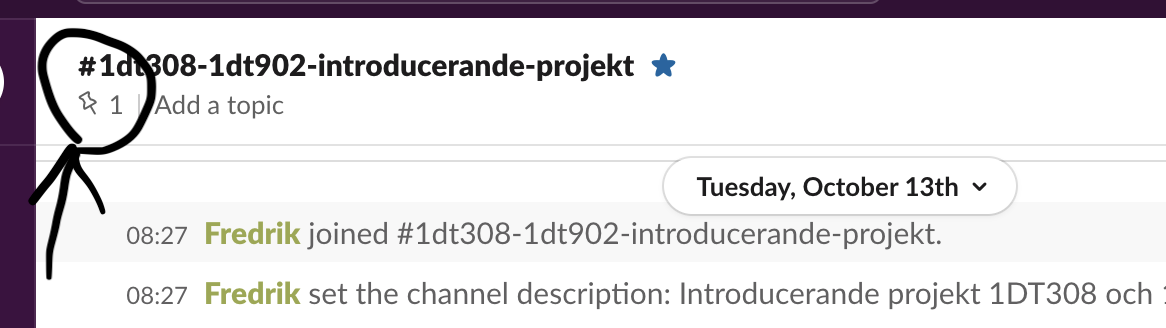 #1dt308-1dt902-introducerande-projekt
1 | Add a topic
Tuesday, October 13th
08:27 Fredrik joined #1dt308-1dt902-introducerande-projekt.
08:27 Fredrik set the channel description: Introducerande projekt 1DT308 och